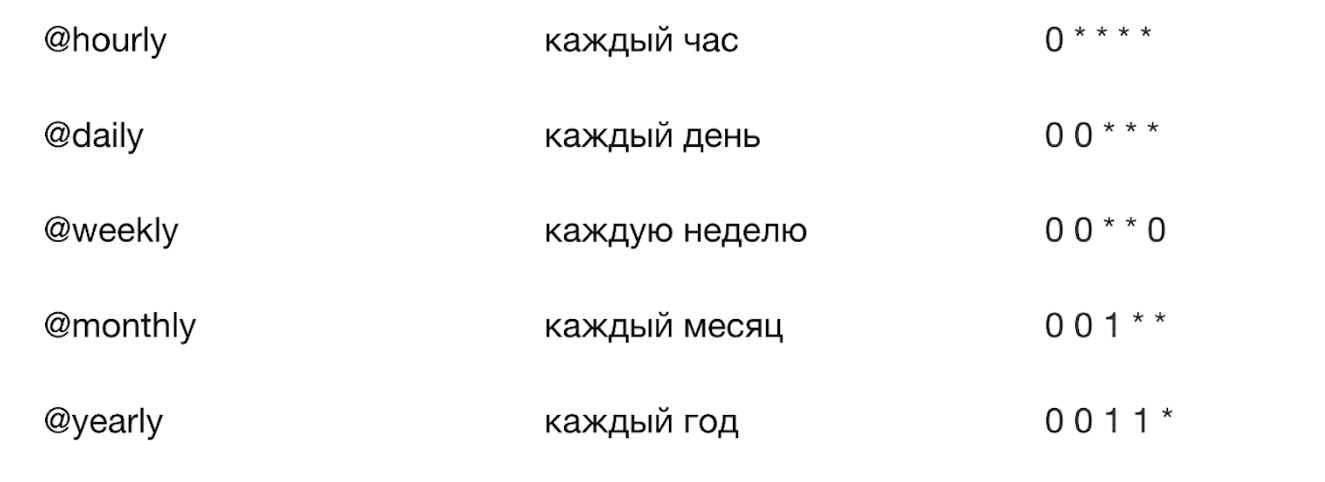 @hourly каждый час 0 * * * *
@daily каждый день 0 0 * * *
@weekly каждую неделю 0 0 * * 0
@monthly каждый месяц 0 0 1 * *
@yearly каждый год 0 0 1 1 *